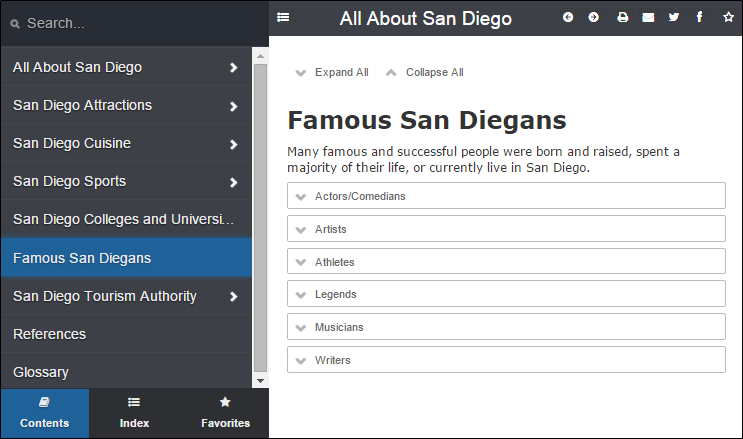 Search...
All About San Diego
San Diego Attractions
San Diego Cuisine
San Diego Sports
San Diego Colleges and Universi...
Famous San Diegans
San Diego Tourism Authority
References
Glossary
Contents
Index
Favorites
All About San Diego
Expand All
Collapse All
Famous San Diegans
Many famous and successful people were born and raised, spent a
majority of their life, or currently live in San Diego.
Actors/Comedians
Artists
Athletes
Legends
Musicians
Writers